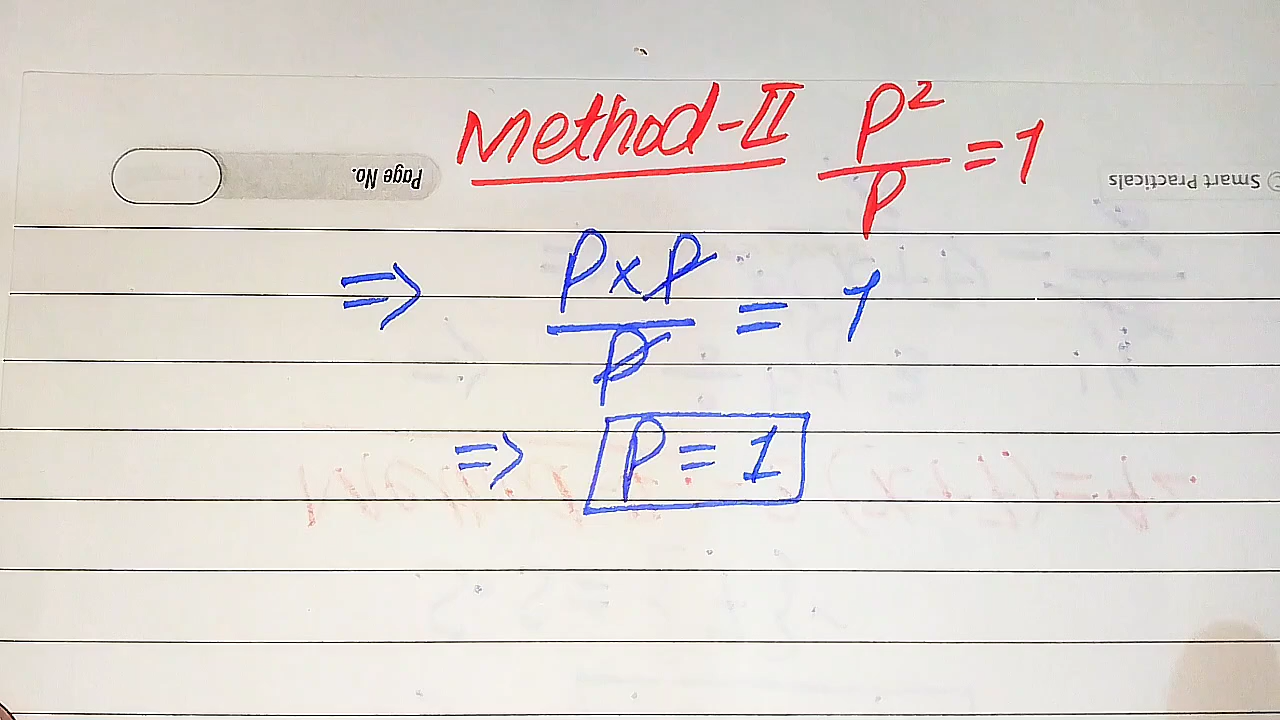 Method-II P²/P = 1
Page No.
Smart Practicals
=> P x P / P = 1
=> P = 1